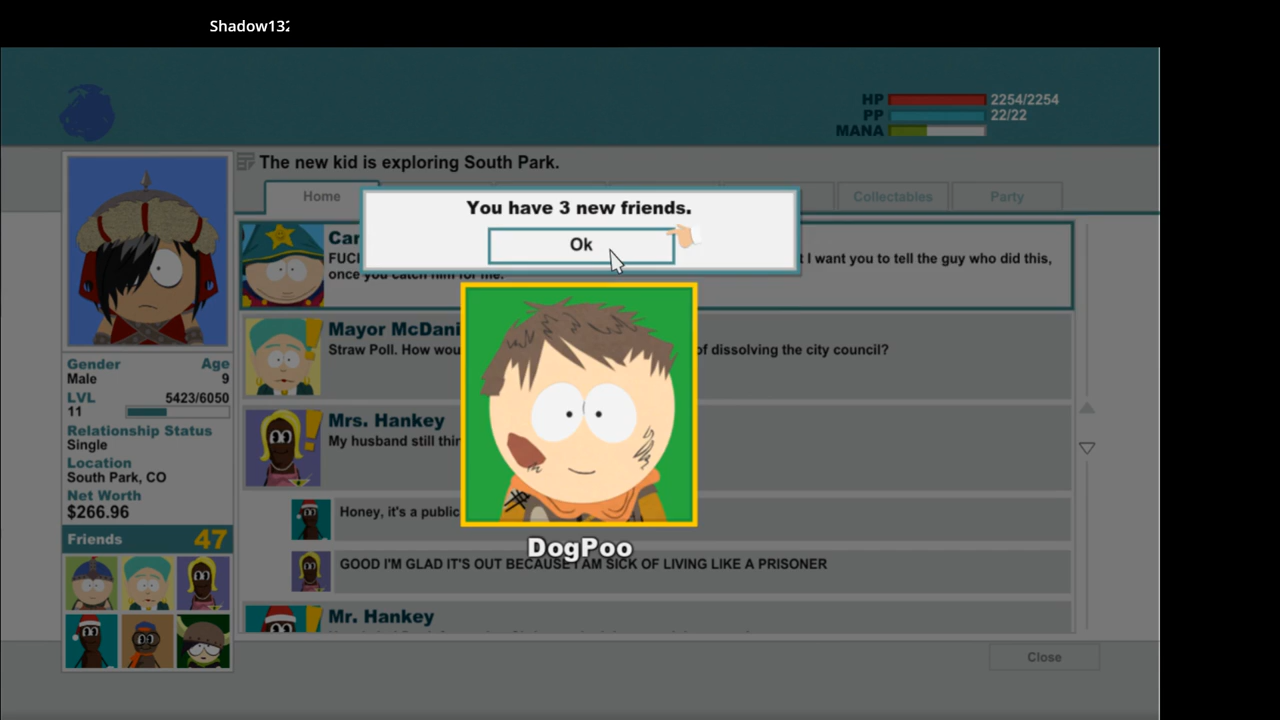 Shadow132
HP 2254/2254
PP 22/22
MANA
The new kid is exploring South Park.
Home
Collectables
Party
You have 3 new friends.
Ok
Car
FUC
t I want you to tell the guy who did this,
once you catch him for me.
Mayor McDani
Straw Poll. How wou
of dissolving the city council?
Mrs. Hankey
My husband still thin
Honey, it's a public
GOOD I'M GLAD IT'S OUT BECAUSE I AM SICK OF LIVING LIKE A PRISONER
Mr. Hankey
DogPoo
Gender Age
Male 9
LVL 5423/6050
11
Relationship Status
Single
Location
South Park, CO
Net Worth
$266.96
Friends 47
Close